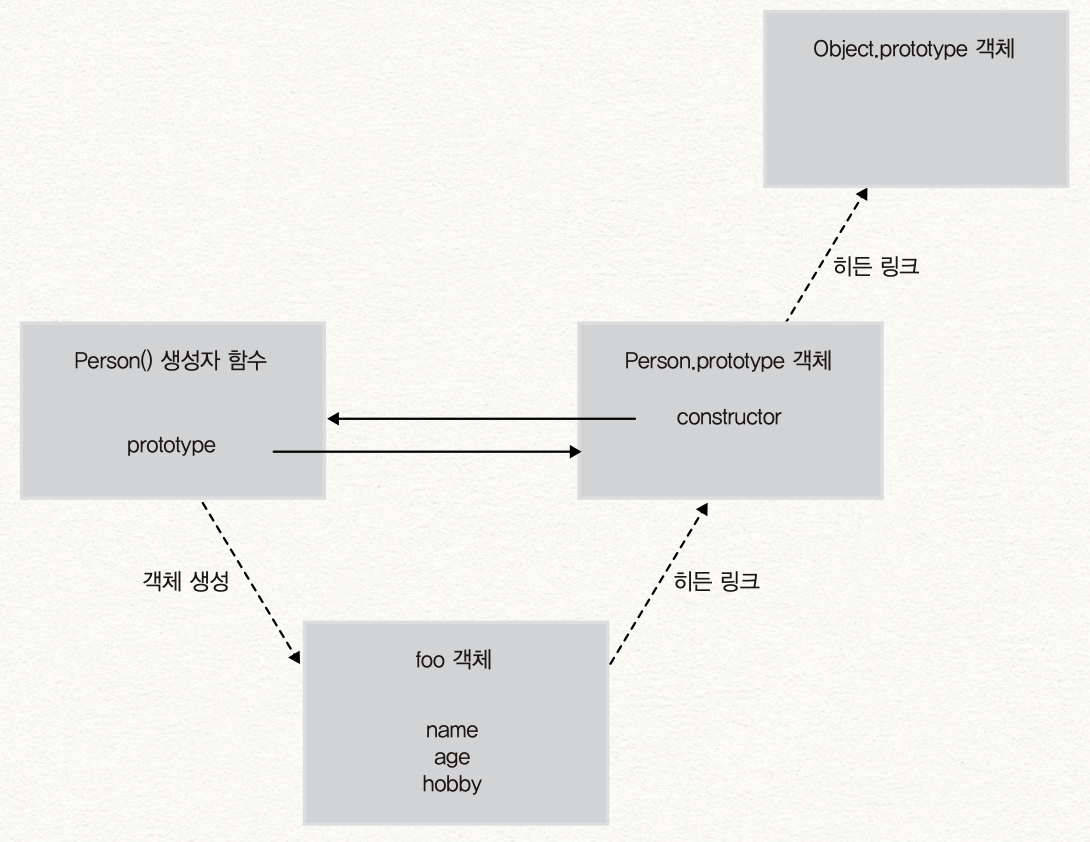 Object.prototype 객체
히든 링크
Person() 생성자 함수
prototype
Person.prototype 객체
constructor
객체 생성
히든 링크
foo 객체
name
age
hobby